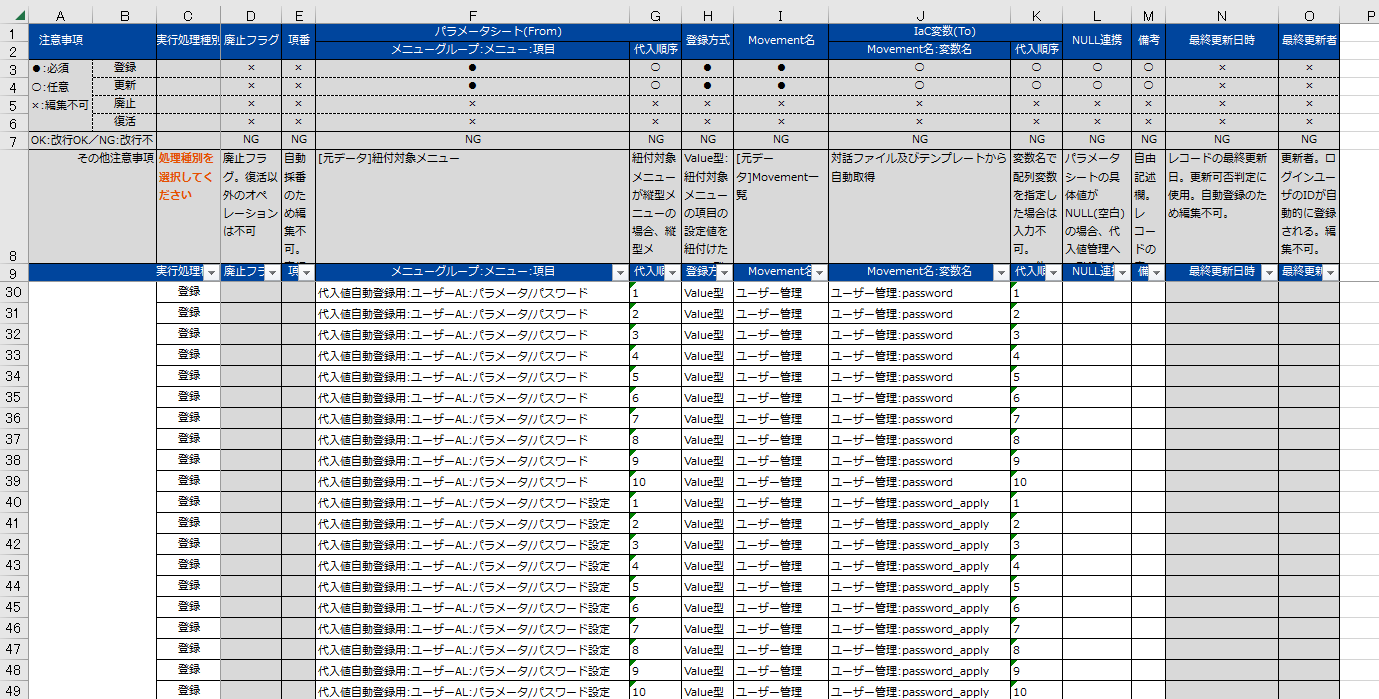 A B C D E F G H I J K L M N O P
1 注意事項 実行処理種別 廃止フラグ 項番 パラメータシート(From) 登録方式 Movement名 IaC変数(To) NULL連携 備考 最終更新日時 最終更新者
2 メニューグループ:メニュー:項目 代入順序 Movement名:変数名 代入順序
3 ●:必須 登録 × × ● ○ ● ● ○ ○ ○ ○ × ×
4 ○:任意 更新 × × ● ○ ● ● ○ ○ ○ ○ × ×
5 ×:編集不可 廃止 × × × × × × × × × × × ×
6 復活 × × × × × × × × × × × ×
7 OK:改行OK/NG:改行不 NG NG NG NG NG NG NG NG NG NG NG NG
8
その他注意事項
処理種別を
選択してく
ださい
廃止フラ
グ。復活以
外のオペ
レーション
は不可
自動
採番
のた
め編
集不
可。
[元データ]紐付対象メニュー
紐付対象
メニュー
が縦型メ
ニューの
場合、縦
型メ
Value型:
紐付対象
メニュー
の項目の
設定値を
紐付けた
[元デー
タ]Movement一
覧
対話ファイル及びテンプレートから
自動取得
変数名で
配列変数
を指定し
た場合は
入力不
可。
パラメータ
シートの具
体値が
NULL(空白)
の場合、代
入値管理へ
自由
記述
欄。
レ
コー
ドの
レコードの最終更新
日。更新可否判定に
使用。自動登録のた
め編集不可。
更新者。ロ
グインユー
ザのIDが自
動的に登録
される。編
集不可。
9 実行処理種 廃止フラ 項 メニューグループ:メニュー:項目 代入順 登録方 Movement名 Movement名:変数名 代入順 NULL連 備 最終更新日時 最終更新
30 登録 代入値自動登録用:ユーザーAL:パラメータ/パスワード 1 Value型 ユーザー管理 ユーザー管理:password 1
31 登録 代入値自動登録用:ユーザーAL:パラメータ/パスワード 2 Value型 ユーザー管理 ユーザー管理:password 2
32 登録 代入値自動登録用:ユーザーAL:パラメータ/パスワード 3 Value型 ユーザー管理 ユーザー管理:password 3
33 登録 代入値自動登録用:ユーザーAL:パラメータ/パスワード 4 Value型 ユーザー管理 ユーザー管理:password 4
34 登録 代入値自動登録用:ユーザーAL:パラメータ/パスワード 5 Value型 ユーザー管理 ユーザー管理:password 5
35 登録 代入値自動登録用:ユーザーAL:パラメータ/パスワード 6 Value型 ユーザー管理 ユーザー管理:password 6
36 登録 代入値自動登録用:ユーザーAL:パラメータ/パスワード 7 Value型 ユーザー管理 ユーザー管理:password 7
37 登録 代入値自動登録用:ユーザーAL:パラメータ/パスワード 8 Value型 ユーザー管理 ユーザー管理:password 8
38 登録 代入値自動登録用:ユーザーAL:パラメータ/パスワード 9 Value型 ユーザー管理 ユーザー管理:password 9
39 登録 代入値自動登録用:ユーザーAL:パラメータ/パスワード 10 Value型 ユーザー管理 ユーザー管理:password 10
40 登録 代入値自動登録用:ユーザーAL:パラメータ/パスワード設定 1 Value型 ユーザー管理 ユーザー管理:password_apply 1
41 登録 代入値自動登録用:ユーザーAL:パラメータ/パスワード設定 2 Value型 ユーザー管理 ユーザー管理:password_apply 2
42 登録 代入値自動登録用:ユーザーAL:パラメータ/パスワード設定 3 Value型 ユーザー管理 ユーザー管理:password_apply 3
43 登録 代入値自動登録用:ユーザーAL:パラメータ/パスワード設定 4 Value型 ユーザー管理 ユーザー管理:password_apply 4
44 登録 代入値自動登録用:ユーザーAL:パラメータ/パスワード設定 5 Value型 ユーザー管理 ユーザー管理:password_apply 5
45 登録 代入値自動登録用:ユーザーAL:パラメータ/パスワード設定 6 Value型 ユーザー管理 ユーザー管理:password_apply 6
46 登録 代入値自動登録用:ユーザーAL:パラメータ/パスワード設定 7 Value型 ユーザー管理 ユーザー管理:password_apply 7
47 登録 代入値自動登録用:ユーザーAL:パラメータ/パスワード設定 8 Value型 ユーザー管理 ユーザー管理:password_apply 8
48 登録 代入値自動登録用:ユーザーAL:パラメータ/パスワード設定 9 Value型 ユーザー管理 ユーザー管理:password_apply 9
49 登録 代入値自動登録用:ユーザーAL:パラメータ/パスワード設定 10 Value型 ユーザー管理 ユーザー管理:password_apply 10